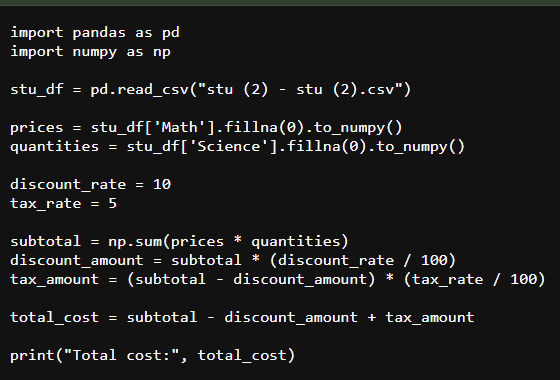 import pandas as pd
import numpy as np
stu_df = pd.read_csv("stu (2) - stu (2).csv")
prices = stu_df['Math'].fillna(0).to_numpy()
quantities = stu_df['Science'].fillna(0).to_numpy()
discount_rate = 10
tax_rate = 5
subtotal = np.sum(prices * quantities)
discount_amount = subtotal * (discount_rate / 100)
tax_amount = (subtotal - discount_amount) * (tax_rate / 100)
total_cost = subtotal - discount_amount + tax_amount
print("Total cost:", total_cost)